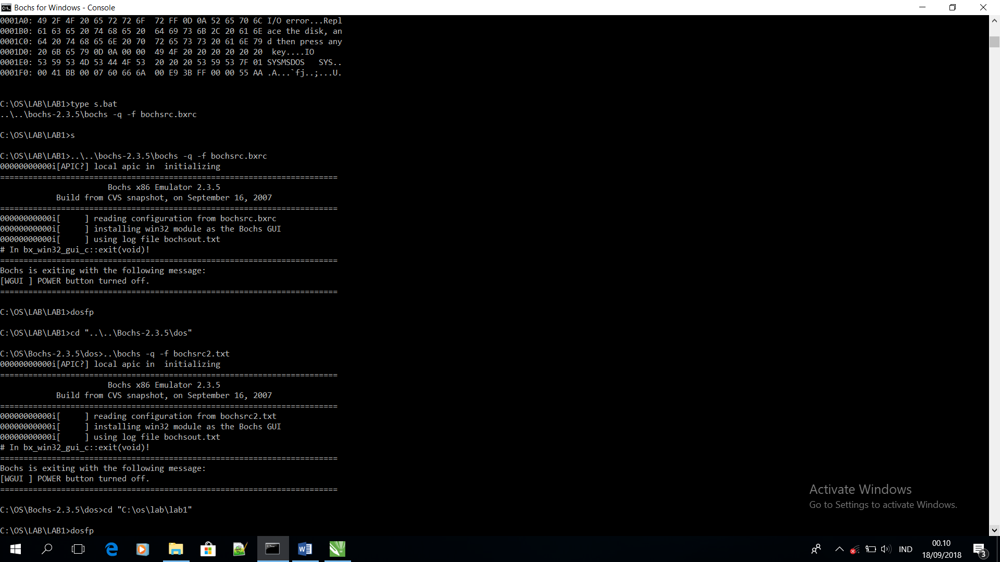 Bochs for Windows - Console
0001A0: 49 2F 4F 20 65 72 72 6F  72 FF 0D 0A 52 65 70 6C I/O error...Repl
0001B0: 61 63 65 20 74 68 65 20  64 69 73 6B 2C 20 61 6E ace the disk, an
0001C0: 64 20 74 68 65 6E 20 70  72 65 73 73 20 61 6E 79 d then press any
0001D0: 20 6B 65 79 0D 0A 00 00  49 4F 20 20 20 20 20 20  key....IO
0001E0: 53 59 53 4D 53 44 4F 53  20 20 20 53 59 53 7F 01 SYSMSDOS   SYS..
0001F0: 00 41 BB 00 07 60 66 6A  00 E9 3B FF 00 00 55 AA .A...`fj..;...U.
C:\OS\LAB\LAB1>type s.bat
..\..\bochs-2.3.5\bochs -q -f bochsrc.bxrc
C:\OS\LAB\LAB1>s
C:\OS\LAB\LAB1>..\..\bochs-2.3.5\bochs -q -f bochsrc.bxrc
00000000000i[APIC?] local apic in  initializing
========================================================================
Bochs x86 Emulator 2.3.5
Build from CVS snapshot, on September 16, 2007
========================================================================
00000000000i[     ] reading configuration from bochsrc.bxrc
00000000000i[     ] installing win32 module as the Bochs GUI
00000000000i[     ] using log file bochsout.txt
# In bx_win32_gui_c::exit(void)!
========================================================================
Bochs is exiting with the following message:
[WGUI ] POWER button turned off.
========================================================================
C:\OS\LAB\LAB1>dosfp
C:\OS\LAB\LAB1>cd "..\..\Bochs-2.3.5\dos"
C:\OS\Bochs-2.3.5\dos>..\bochs -q -f bochsrc2.txt
00000000000i[APIC?] local apic in  initializing
========================================================================
Bochs x86 Emulator 2.3.5
Build from CVS snapshot, on September 16, 2007
========================================================================
00000000000i[     ] reading configuration from bochsrc2.txt
00000000000i[     ] installing win32 module as the Bochs GUI
00000000000i[     ] using log file bochsout.txt
# In bx_win32_gui_c::exit(void)!
========================================================================
Bochs is exiting with the following message:
[WGUI ] POWER button turned off.
========================================================================
C:\OS\Bochs-2.3.5\dos>cd "C:\os\lab\lab1"
C:\OS\LAB\LAB1>dosfp
Activate Windows
Go to Settings to activate Windows.
IND
00.10
18/09/2018
3